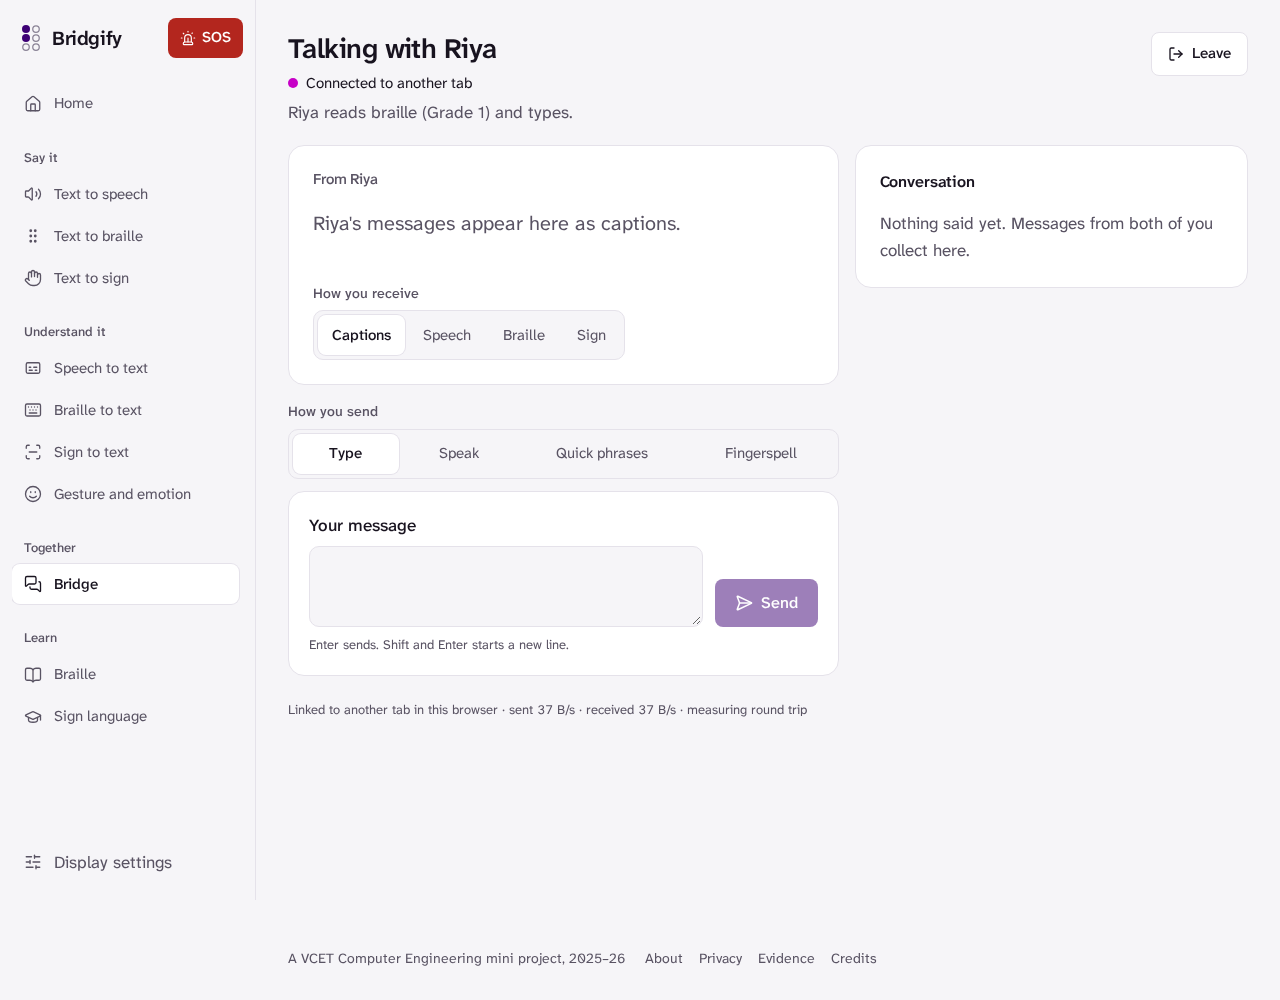 Bridgify
SOS
Home
Say it
Text to speech
Text to braille
Text to sign
Understand it
Speech to text
Braille to text
Sign to text
Gesture and emotion
Together
Bridge
Learn
Braille
Sign language
Display settings
Talking with Riya
Connected to another tab
Riya reads braille (Grade 1) and types.
Leave
From Riya
Riya's messages appear here as captions.
How you receive
Captions Speech Braille Sign
How you send
Type Speak Quick phrases Fingerspell
Your message
Send
Enter sends. Shift and Enter starts a new line.
Linked to another tab in this browser · sent 37 B/s · received 37 B/s · measuring round trip
Conversation
Nothing said yet. Messages from both of you
collect here.
A VCET Computer Engineering mini project, 2025–26 About Privacy Evidence Credits